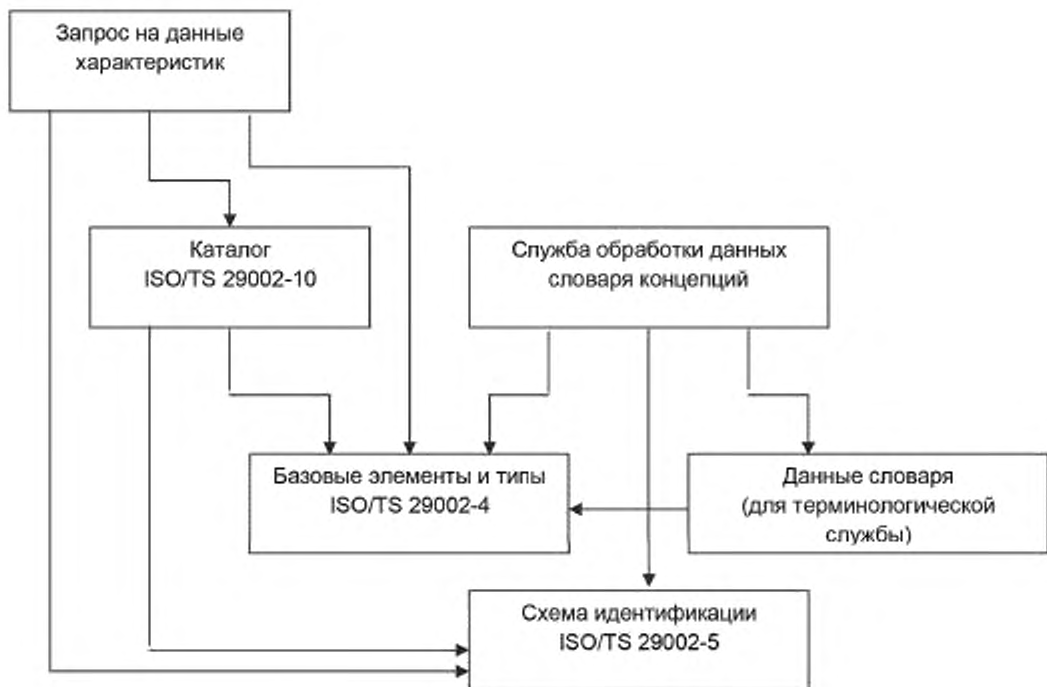 Запрос на данные
характеристик
Каталог
ISO/TS 29002-10
Служба обработки данных
словаря концепций
Базовые элементы и типы
ISO/TS 29002-4
Данные словаря
(для терминологической
службы)
Схема идентификации
ISO/TS 29002-5